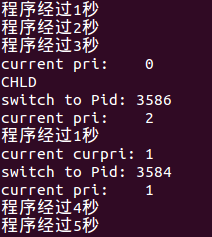 程序经过1秒
程序经过2秒
程序经过3秒
current pri:    0
CHLD
switch to Pid: 3586
current pri:    2
程序经过1秒
current curpri: 1
switch to Pid: 3584
current pri:    1
程序经过4秒
程序经过5秒